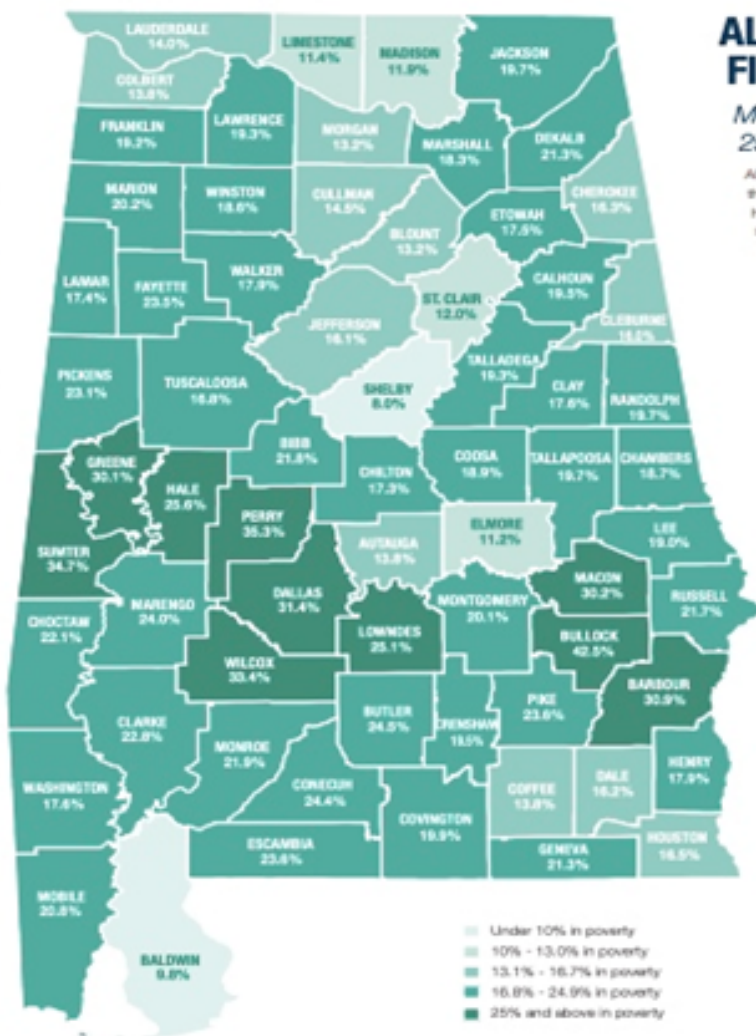 LAUDERDALE
14.0%
LIMESTONE
11.4%
MADISON
11.9%
JACKSON
19.7%
COLBERT
13.8%
FRANKLIN
19.2%
LAWRENCE
19.3%
MORGAN
13.2%
MARSHALL
18.3%
DEKALB
21.3%
MARION
20.2%
WINSTON
18.6%
CULLMAN
14.5%
CHEROKEE
16.3%
BLOUNT
13.2%
ETOWAH
17.5%
LAMAR
17.4%
FAYETTE
23.5%
WALKER
17.9%
ST. CLAIR
12.0%
CALHOUN
19.5%
CLEBURNE
16.0%
JEFFERSON
16.1%
PICKENS
23.1%
TUSCALOOSA
16.8%
SHELBY
8.0%
TALLADEGA
19.3%
CLAY
17.6%
RANDOLPH
19.7%
GREENE
30.1%
HALE
25.6%
BIBB
21.8%
CHILTON
17.3%
COOSA
18.9%
TALLAPOOSA
19.7%
CHAMBERS
18.7%
SUMTER
34.7%
PERRY
35.3%
AUTAUGA
13.8%
ELMORE
11.2%
LEE
19.0%
CHOCTAW
22.1%
MARENGO
24.0%
DALLAS
31.4%
LOWNDES
25.1%
MONTGOMERY
20.1%
MACON
30.2%
RUSSELL
21.7%
BULLOCK
42.5%
WILCOX
33.4%
CLARKE
22.8%
BUTLER
24.5%
CRENSHAW
19.5%
PIKE
23.6%
BARBOUR
30.9%
WASHINGTON
17.6%
MONROE
21.9%
CONECUH
24.4%
COVINGTON
19.9%
COFFEE
13.8%
DALE
16.2%
HENRY
17.9%
ESCAMBIA
23.6%
GENEVA
21.3%
HOUSTON
16.5%
MOBILE
20.8%
BALDWIN
9.8%
AL
FI
M
2
Under 10% in poverty
10% - 13.0% in poverty
13.1% - 16.7% in poverty
16.8% - 24.9% in poverty
25% and above in poverty